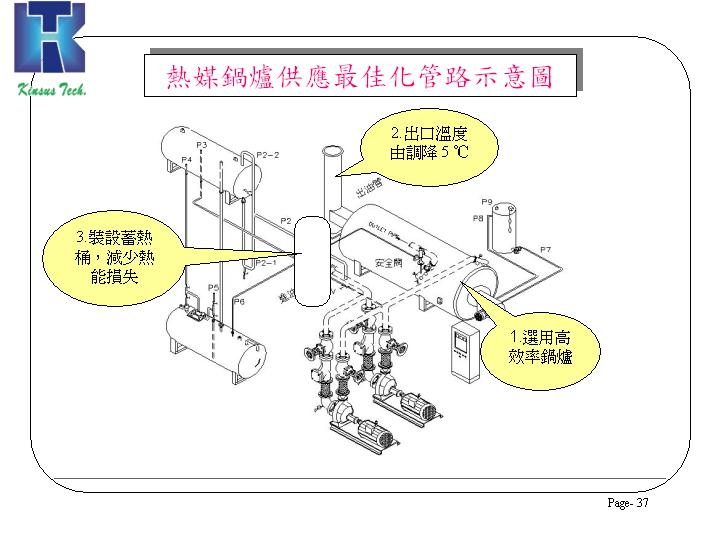 Kinsus Tech.
熱媒鍋爐供應最佳化管路示意圖
2.出口溫度
由調降 5 ℃
P3
P4
P2-2
出油管
P9
P8
P2
OUTLET PIPE
3.裝設蓄熱
桶，減少熱
能損失
安全閥
P7
P2-1
P5
P6
進油
1.選用高
效率鍋爐
Page- 37